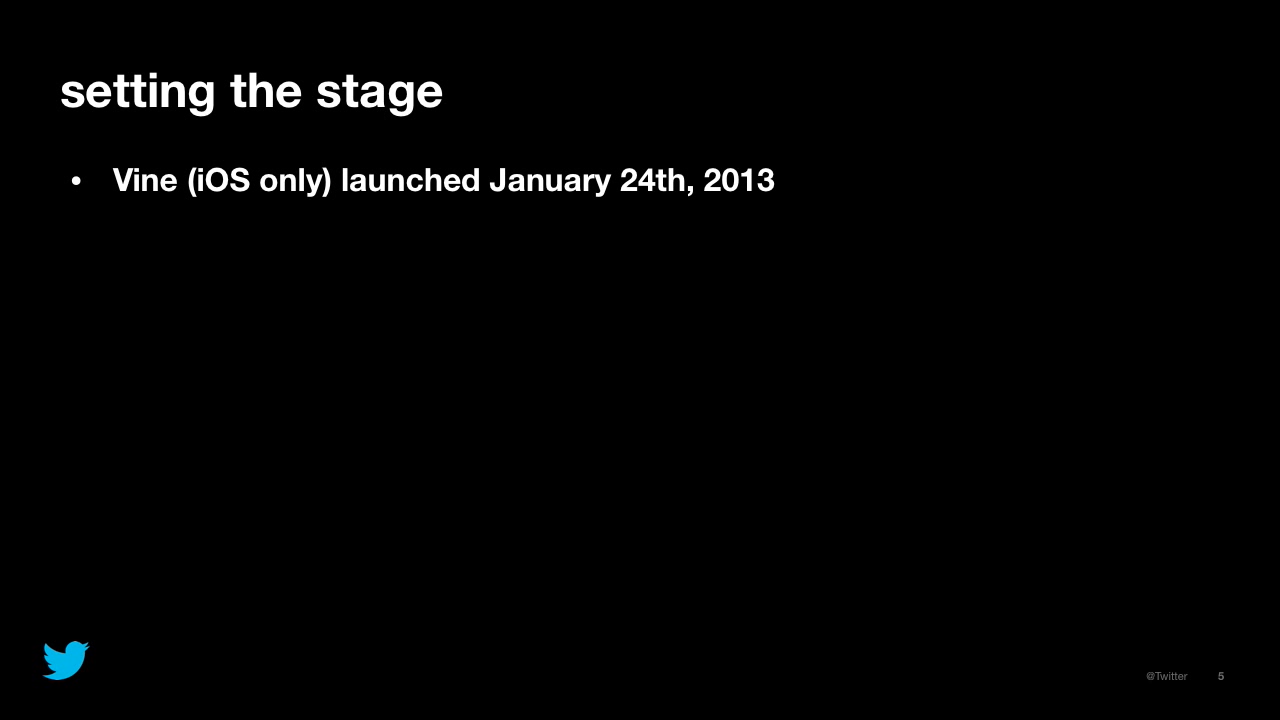 setting the stage
• Vine (iOS only) launched January 24th, 2013
@Twitter 5